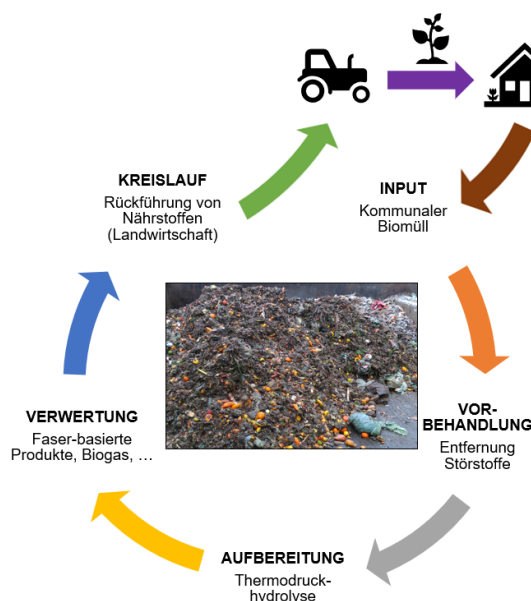 KREISLAUF
Rückführung von
Nährstoffen
(Landwirtschaft)
INPUT
Kommunaler
Biomüll
VOR-
BEHANDLUNG
Entfernung
Störstoffe
AUFBEREITUNG
Thermodruck-
hydrolyse
VERWERTUNG
Faser-basierte
Produkte, Biogas, …